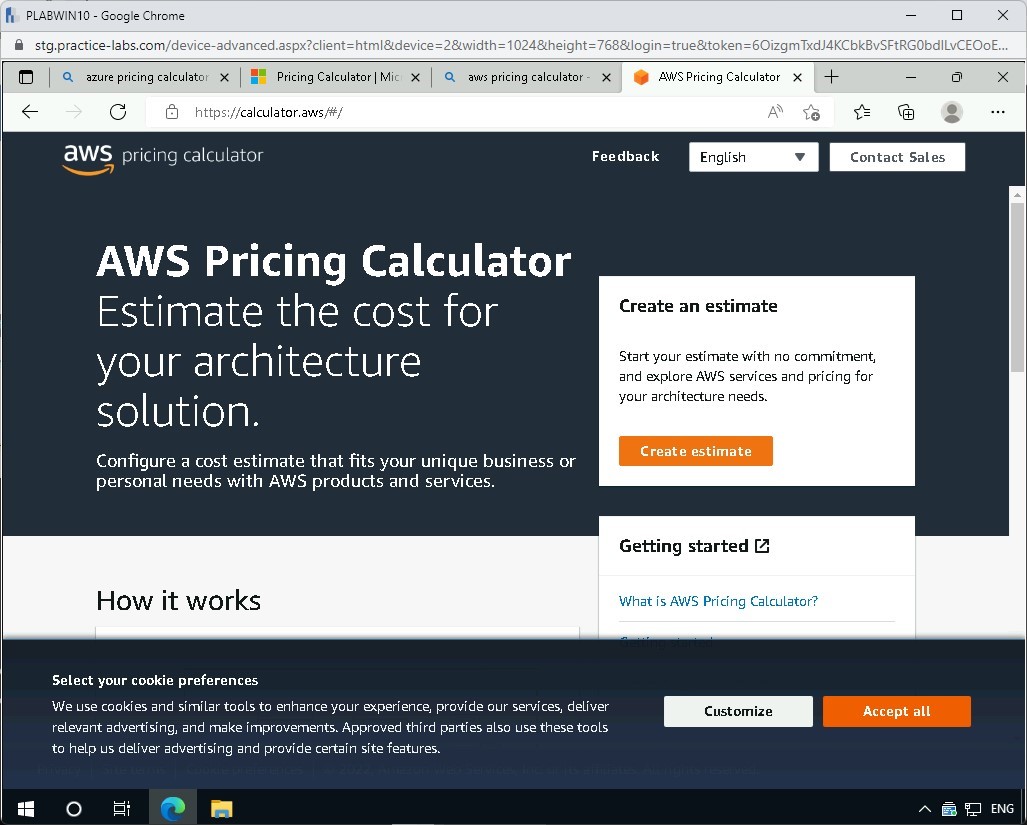 PLABWIN10 - Google Chrome
stg.practice-labs.com/device-advanced.aspx?client=html&device=2&width=1024&height=768&login=true&token=6OizgmTxdJ4KCbkBvSFtRG0bdILvCEOoE...
azure pricing calculator
Pricing Calculator | Mic
aws pricing calculator -
AWS Pricing Calculator
https://calculator.aws/#/
aws pricing calculator
Feedback
English
Contact Sales
AWS Pricing Calculator
Estimate the cost for
your architecture
solution.
Configure a cost estimate that fits your unique business or
personal needs with AWS products and services.
Create an estimate
Start your estimate with no commitment,
and explore AWS services and pricing for
your architecture needs.
Create estimate
Getting started
What is AWS Pricing Calculator?
Getting started
How it works
Select your cookie preferences
We use cookies and similar tools to enhance your experience, provide our services, deliver
relevant advertising, and make improvements. Approved third parties also use these tools
to help us deliver advertising and provide certain site features.
Customize
Accept all
ENG